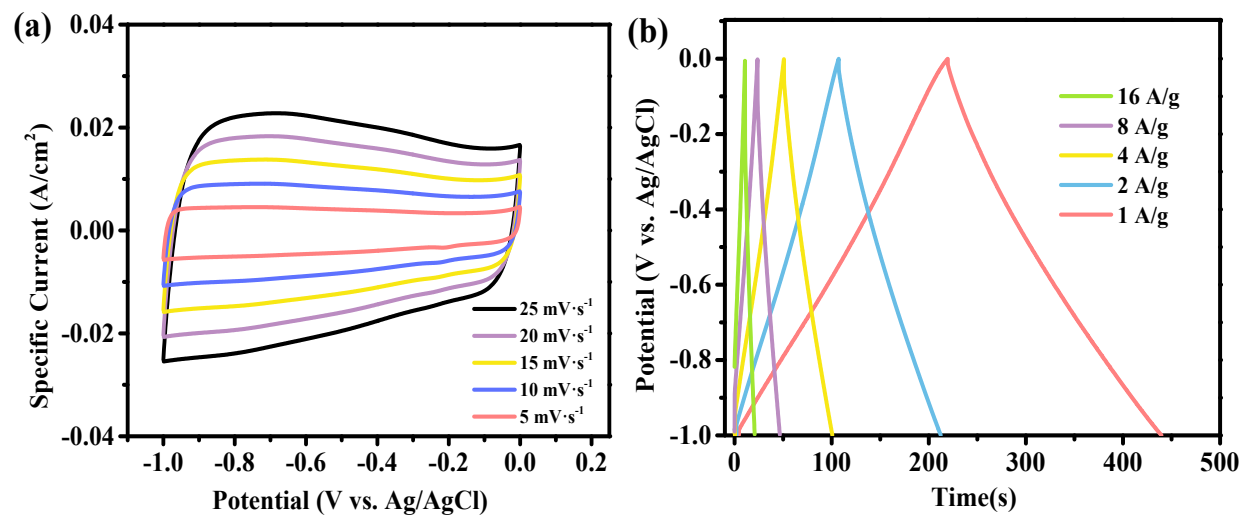 (a)
0.04
0.02
0.00
-0.02
-0.04
Specific Current (A/cm²)
25 mV·s⁻¹
20 mV·s⁻¹
15 mV·s⁻¹
10 mV·s⁻¹
5 mV·s⁻¹
-1.0 -0.8 -0.6 -0.4 -0.2 0.0 0.2
Potential (V vs. Ag/AgCl)
(b)
0.0
-0.2
-0.4
-0.6
-0.8
-1.0
Potential (V vs. Ag/AgCl)
16 A/g
8 A/g
4 A/g
2 A/g
1 A/g
0 100 200 300 400 500
Time(s)